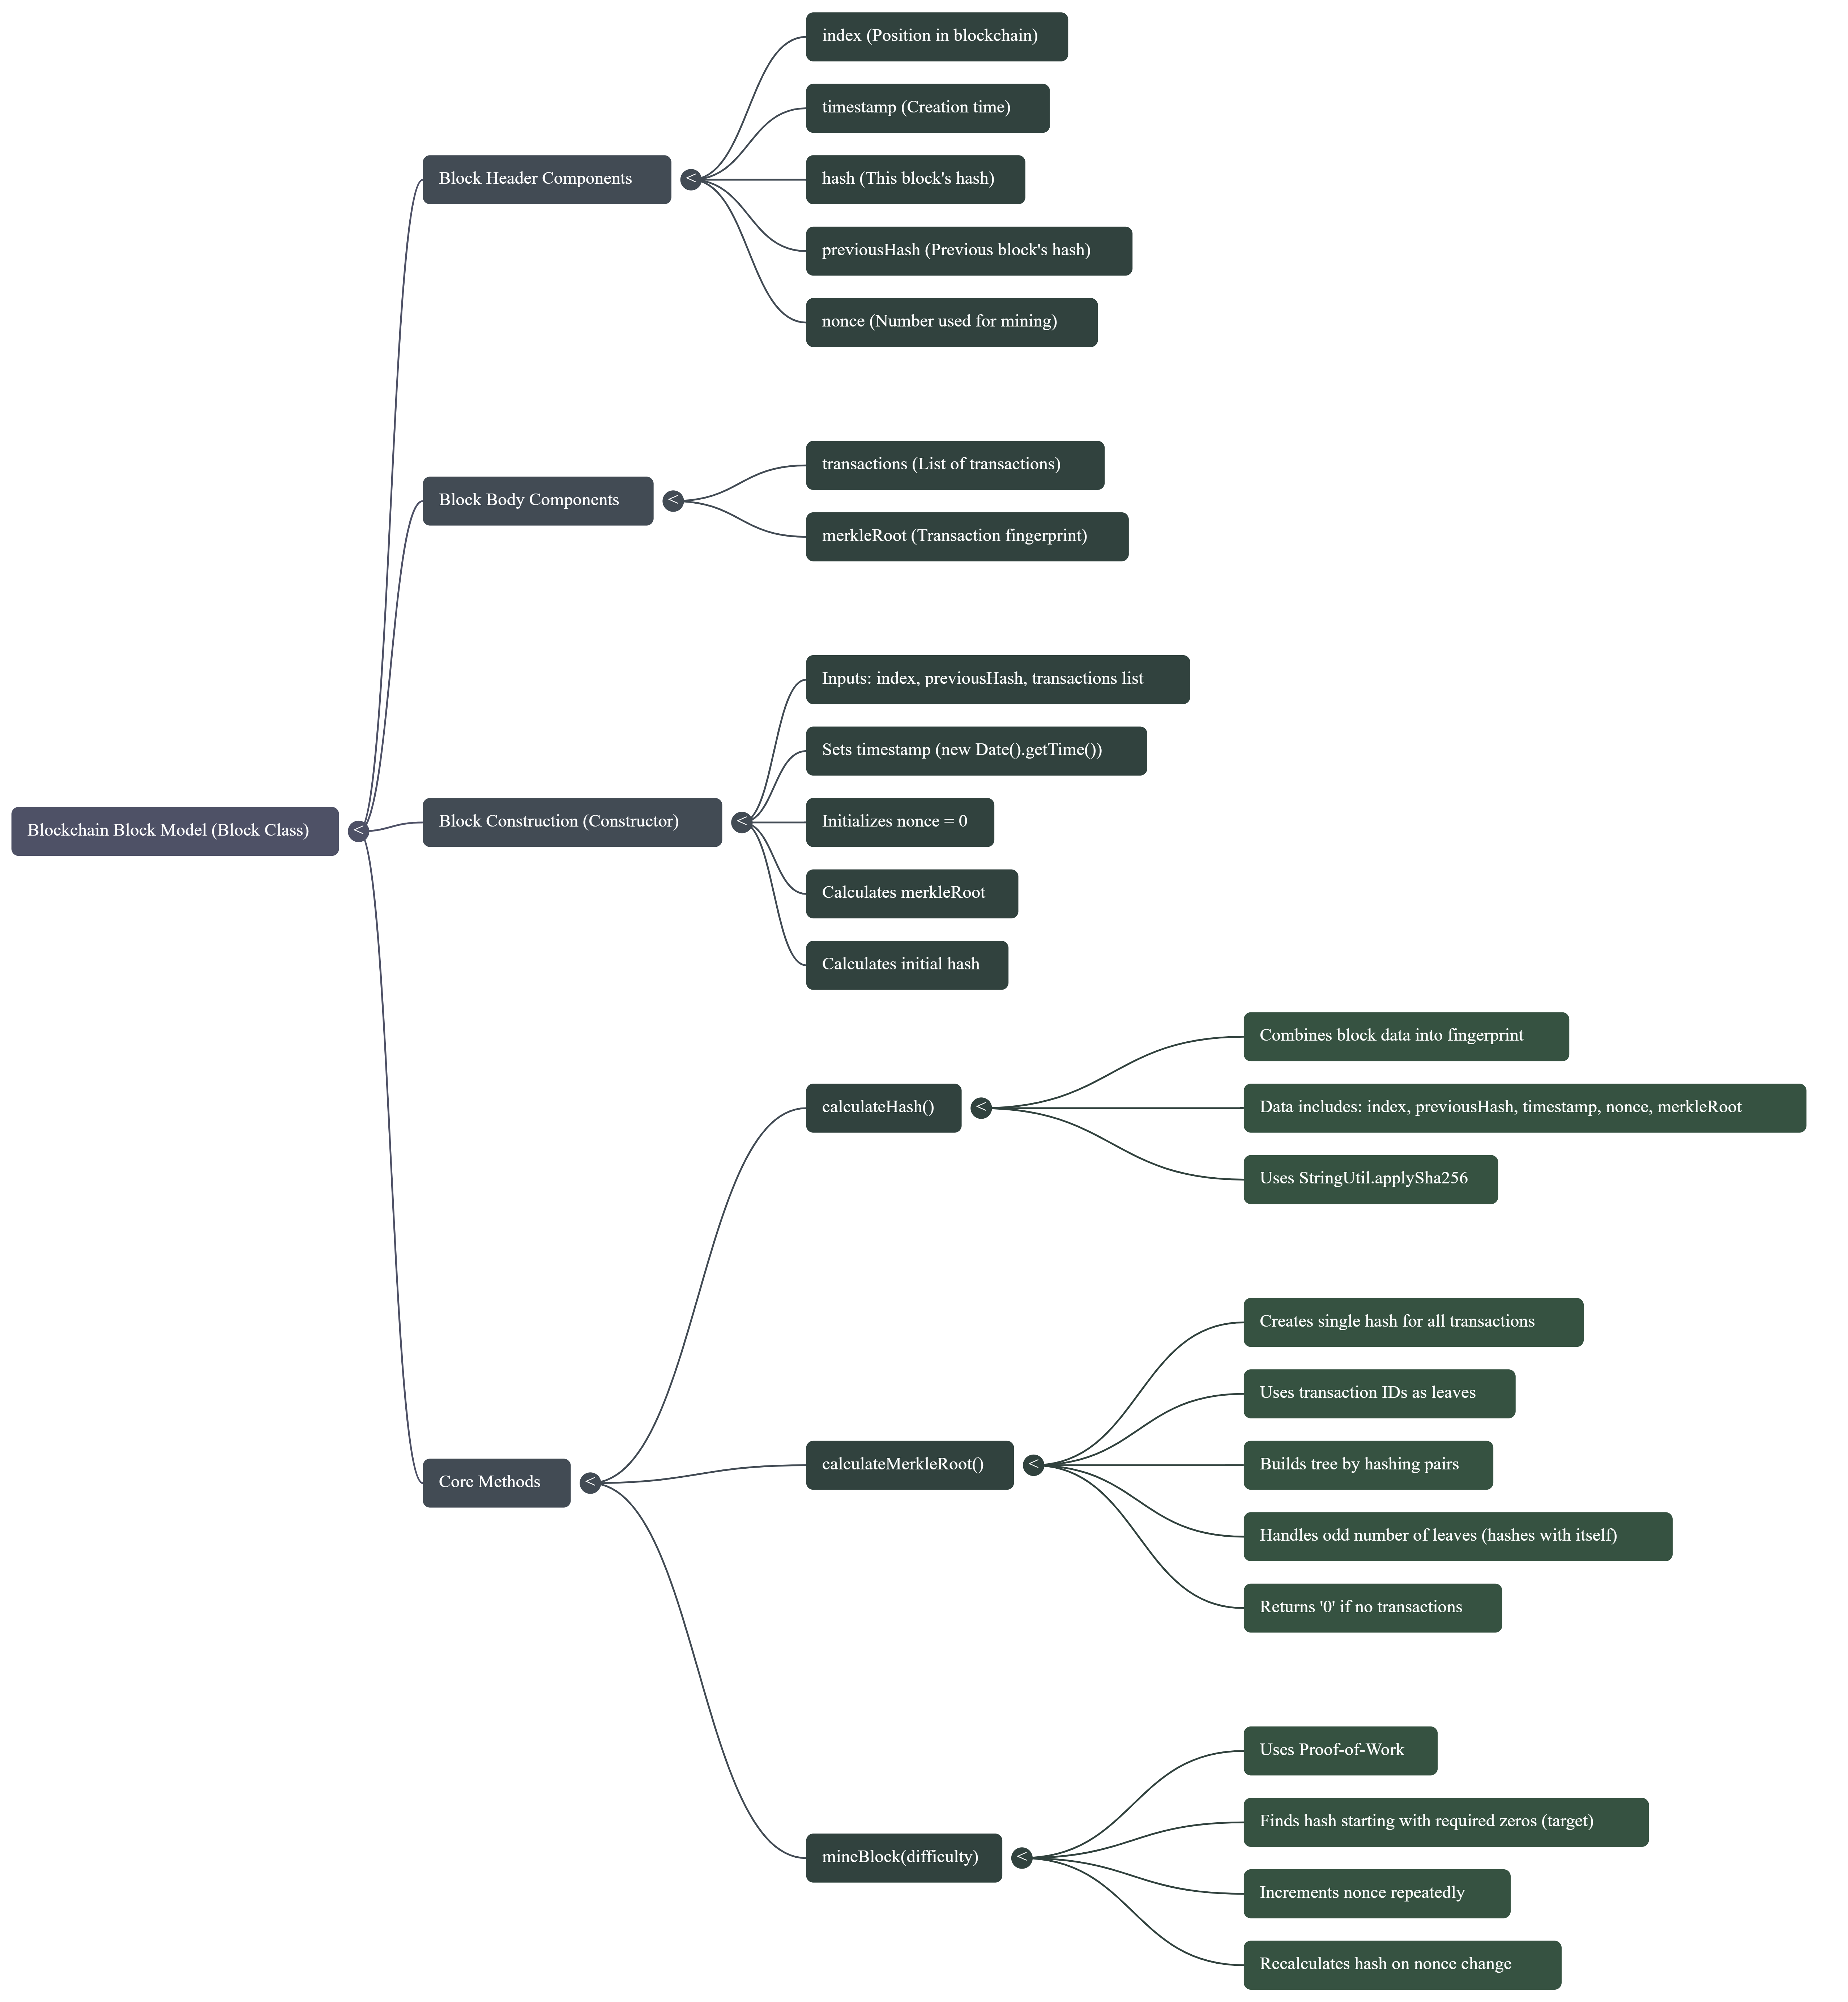 Blockchain Block Model (Block Class)
<
Block Header Components
<
index (Position in blockchain)
timestamp (Creation time)
hash (This block's hash)
previousHash (Previous block's hash)
nonce (Number used for mining)
Block Body Components
<
transactions (List of transactions)
merkleRoot (Transaction fingerprint)
Block Construction (Constructor)
<
Inputs: index, previousHash, transactions list
Sets timestamp (new Date().getTime())
Initializes nonce = 0
Calculates merkleRoot
Calculates initial hash
Core Methods
<
calculateHash()
<
Combines block data into fingerprint
Data includes: index, previousHash, timestamp, nonce, merkleRoot
Uses StringUtil.applySha256
calculateMerkleRoot()
<
Creates single hash for all transactions
Uses transaction IDs as leaves
Builds tree by hashing pairs
Handles odd number of leaves (hashes with itself)
Returns '0' if no transactions
mineBlock(difficulty)
<
Uses Proof-of-Work
Finds hash starting with required zeros (target)
Increments nonce repeatedly
Recalculates hash on nonce change